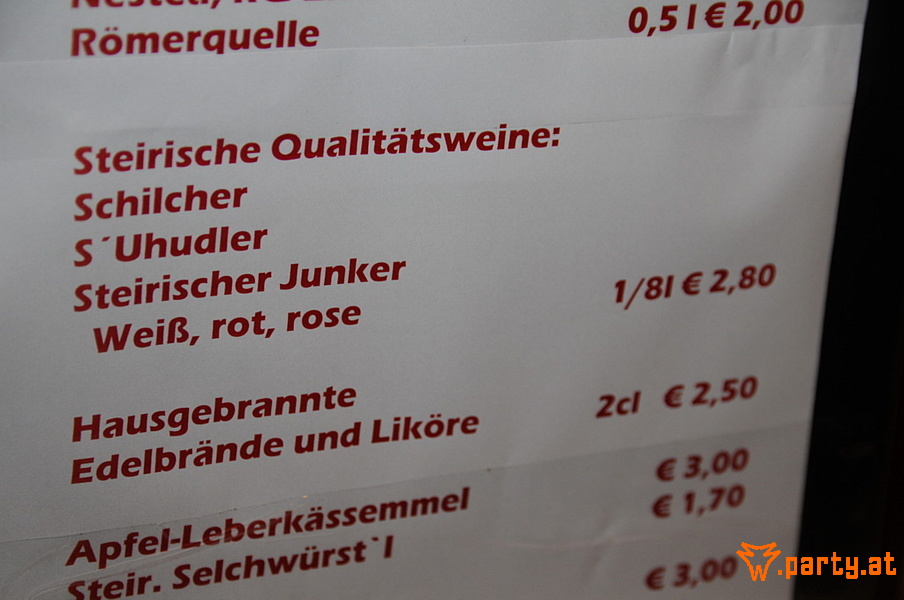 Römerquelle 0,5 l € 2,00
Steirische Qualitätsweine:
Schilcher
S´Uhudler
Steirischer Junker
Weiß, rot, rose 1/8l € 2,80
Hausgebrannte
Edelbrände und Liköre 2cl € 2,50
Apfel-Leberkässemmel € 3,00
Steir. Selchwürst`l € 1,70
€ 3,00
w.party.at